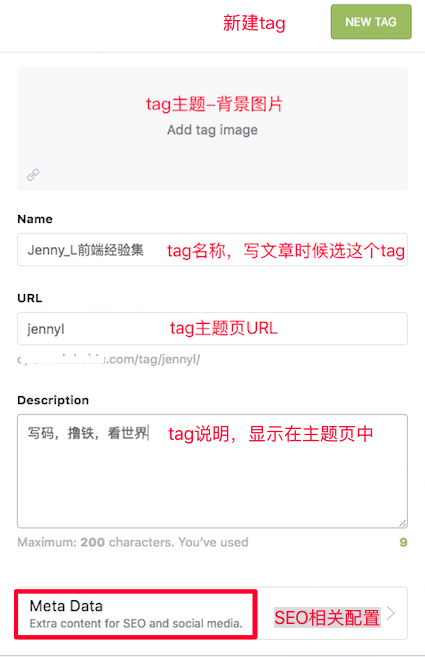 新建tag
NEW TAG
tag主题-背景图片
Add tag image
Name
Jenny_L前端经验集
tag名称，写文章时候选这个tag
URL
jennyl
tag主题页URL
.com/tag/jennyl/
Description
写码，撸铁，看世界
tag说明，显示在主题页中
Maximum: 200 characters. You’ve used
9
Meta Data
Extra content for SEO and social media.
SEO相关配置